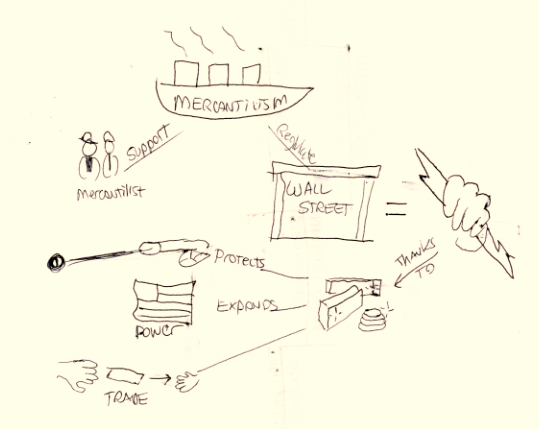 MERCANTILISM
Support
Regulate
mercantilist
WALL
STREET
=
THANKS
TO
Protects
EXPANDS
POWER
TRADE